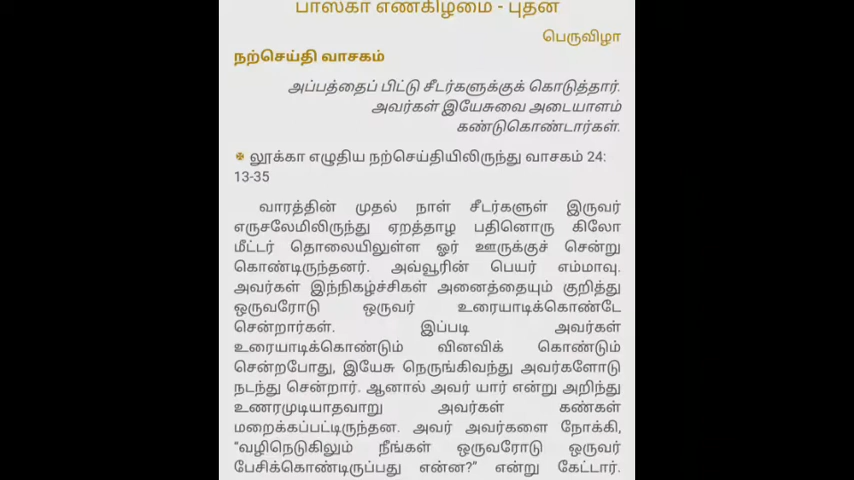 பாஸ்கா எண்கிழமை - புதன்
பெருவிழா
நற்செய்தி வாசகம்
அப்பத்தைப் பிட்டு சீடர்களுக்குக் கொடுத்தார்.
அவர்கள் இயேசுவை அடையாளம்
கண்டுகொண்டார்கள்.
✠ லூக்கா எழுதிய நற்செய்தியிலிருந்து வாசகம் 24:
13-35
வாரத்தின் முதல் நாள் சீடர்களுள் இருவர்
எருசலேமிலிருந்து ஏறத்தாழ பதினொரு கிலோ
மீட்டர் தொலையிலுள்ள ஓர் ஊருக்குச் சென்று
கொண்டிருந்தனர். அவ்வூரின் பெயர் எம்மாவு.
அவர்கள் இந்நிகழ்ச்சிகள் அனைத்தையும் குறித்து
ஒருவரோடு ஒருவர் உரையாடிக்கொண்டே
சென்றார்கள். இப்படி அவர்கள்
உரையாடிக்கொண்டும் வினவிக் கொண்டும்
சென்றபோது, இயேசு நெருங்கிவந்து அவர்களோடு
நடந்து சென்றார். ஆனால் அவர் யார் என்று அறிந்து
உணரமுடியாதவாறு அவர்கள் கண்கள்
மறைக்கப்பட்டிருந்தன. அவர் அவர்களை நோக்கி,
"வழிநெடுகிலும் நீங்கள் ஒருவரோடு ஒருவர்
பேசிக்கொண்டிருப்பது என்ன?" என்று கேட்டார்.